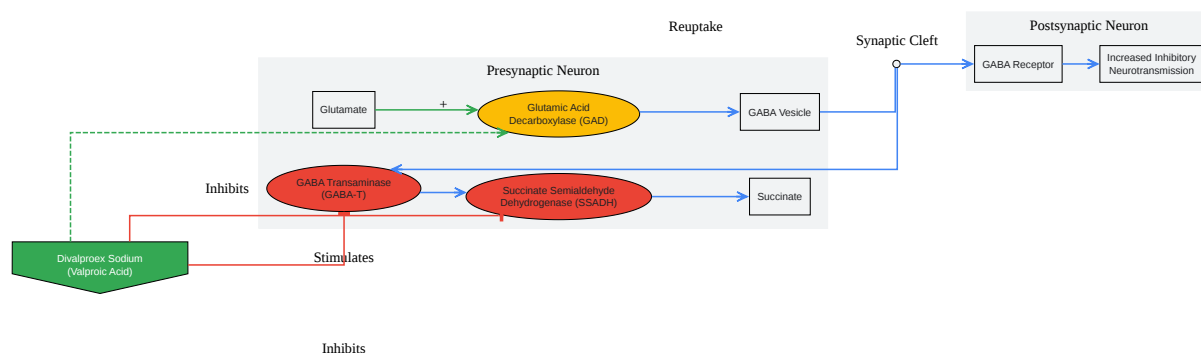 Reuptake
Postsynaptic Neuron
Synaptic Cleft
GABA Receptor
Increased Inhibitory
Neurotransmission
Presynaptic Neuron
Glutamate
+
Glutamic Acid
Decarboxylase (GAD)
GABA Vesicle
Inhibits
GABA Transaminase
(GABA-T)
Succinate Semialdehyde
Dehydrogenase (SSADH)
Succinate
Divalproex Sodium
(Valproic Acid)
Stimulates
Inhibits